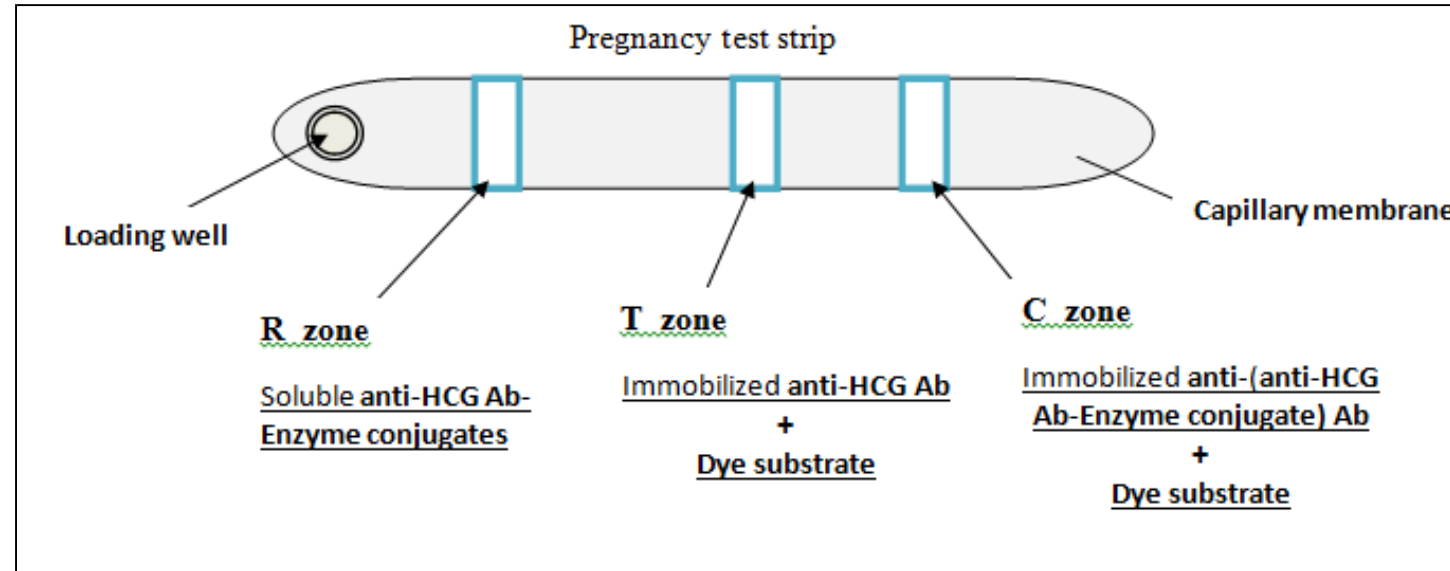 Pregnancy test strip
Loading well
Capillary membrane
R zone
Soluble anti-HCG Ab-
Enzyme conjugates
T zone
Immobilized anti-HCG Ab
+
Dye substrate
C zone
Immobilized anti-(anti-HCG
Ab-Enzyme conjugate) Ab
+
Dye substrate